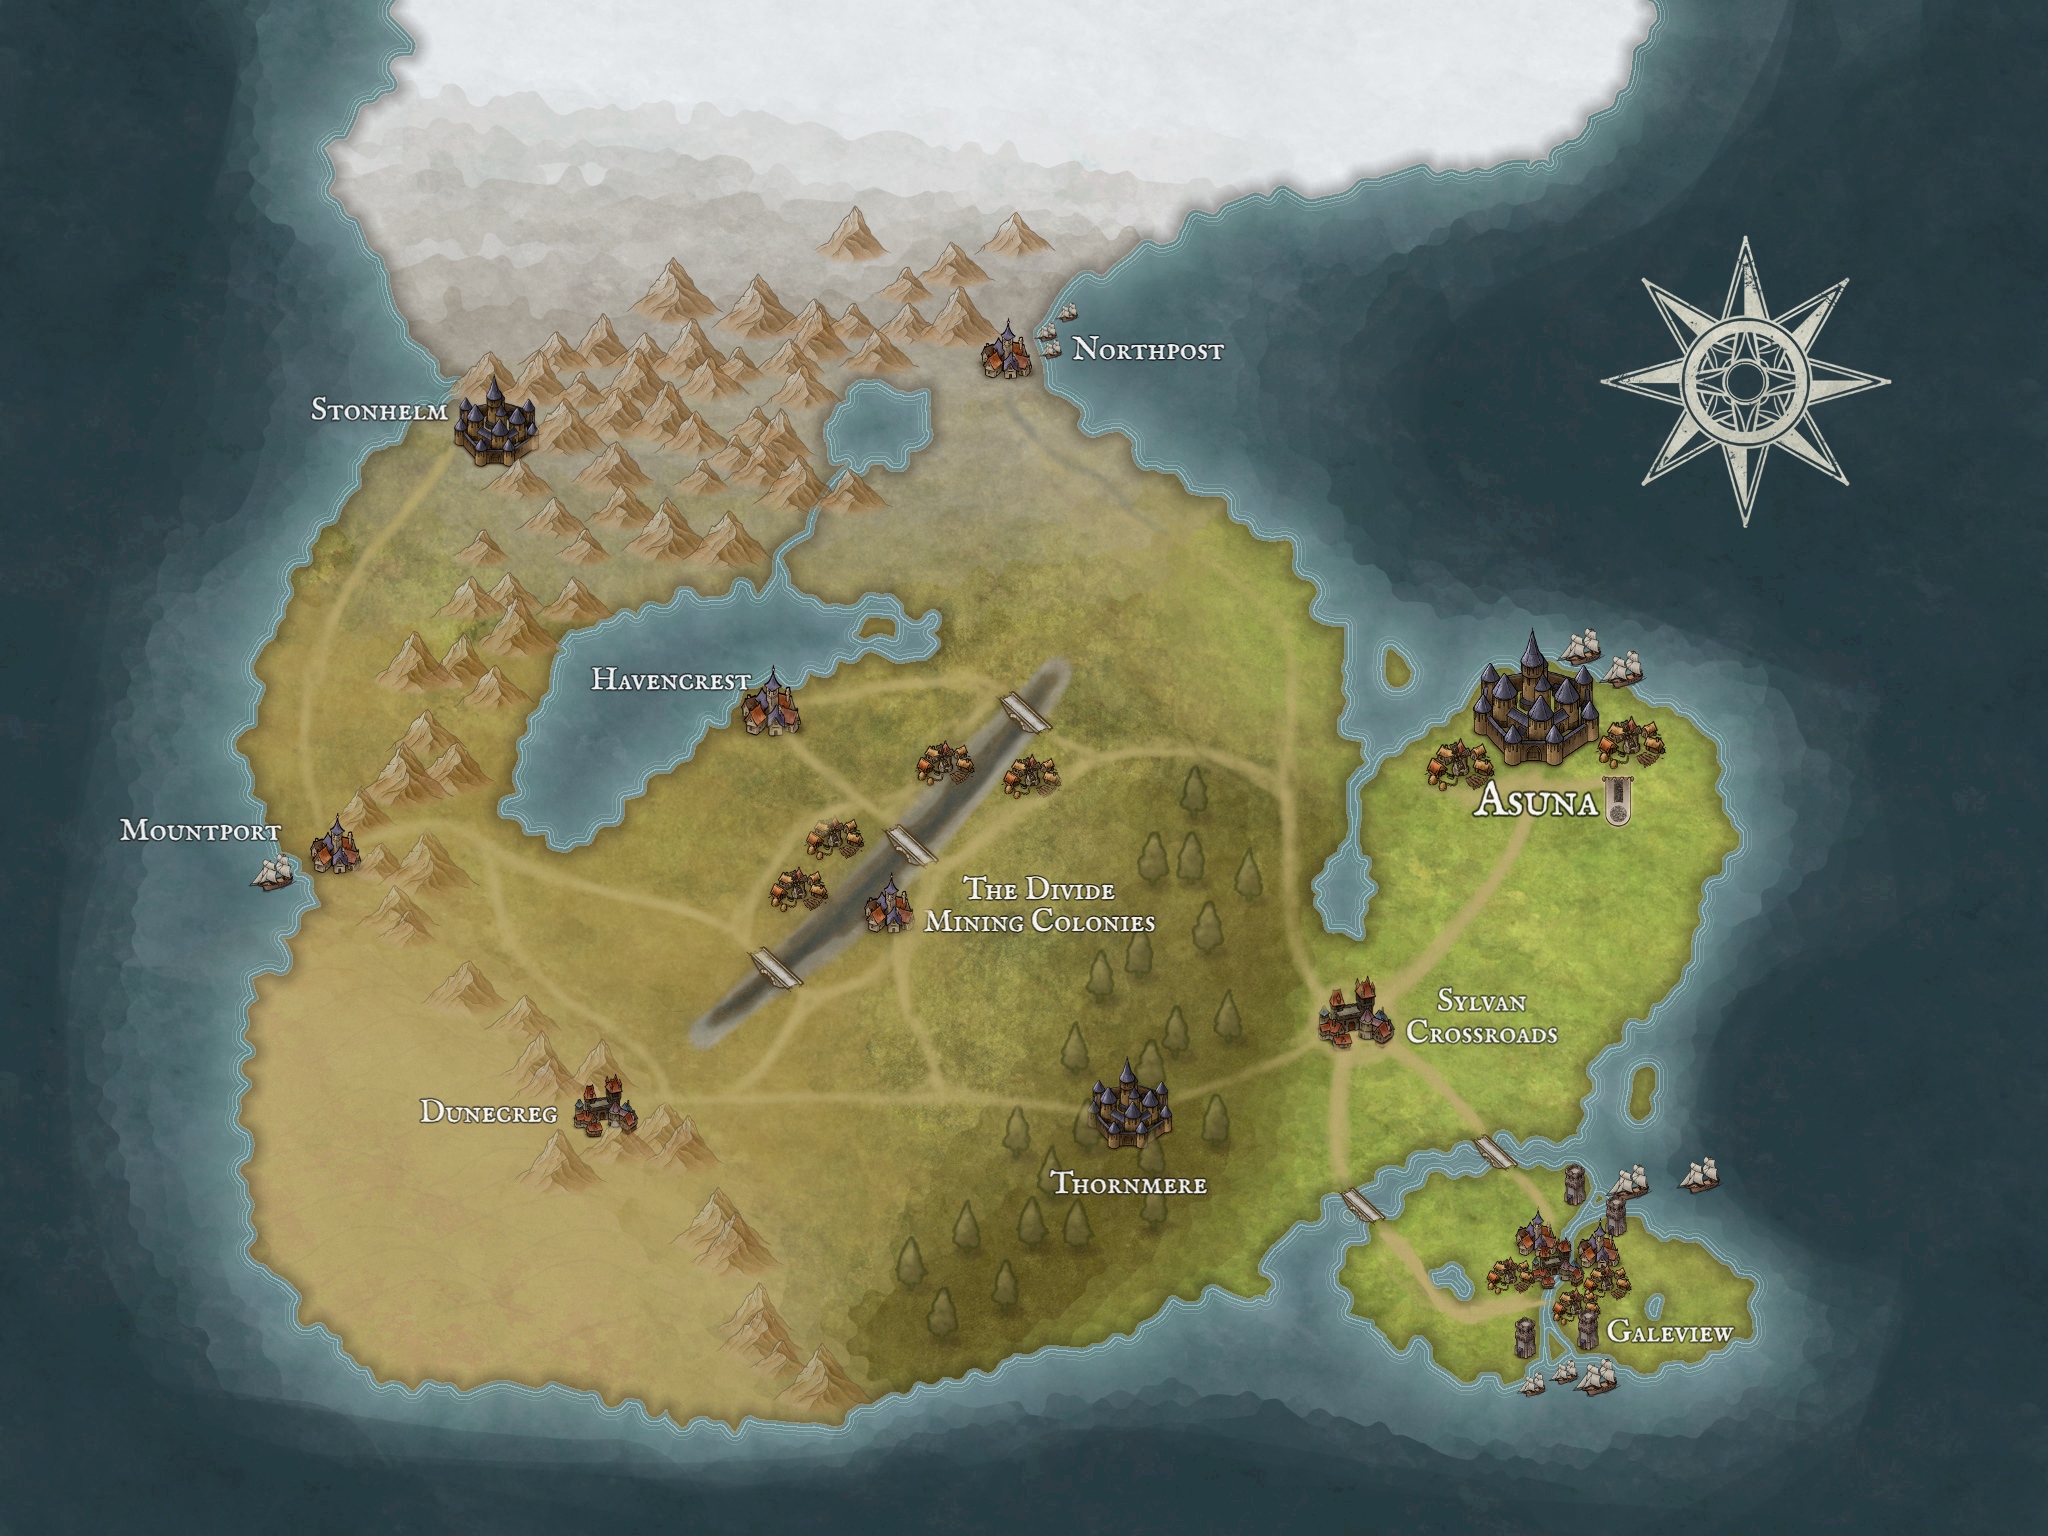 Northpost
Stonhelm
Havencrest
Asuna
Mountport
The Divide
Mining Colonies
Sylvan
Crossroads
Dunecreg
Thornmere
Galeview